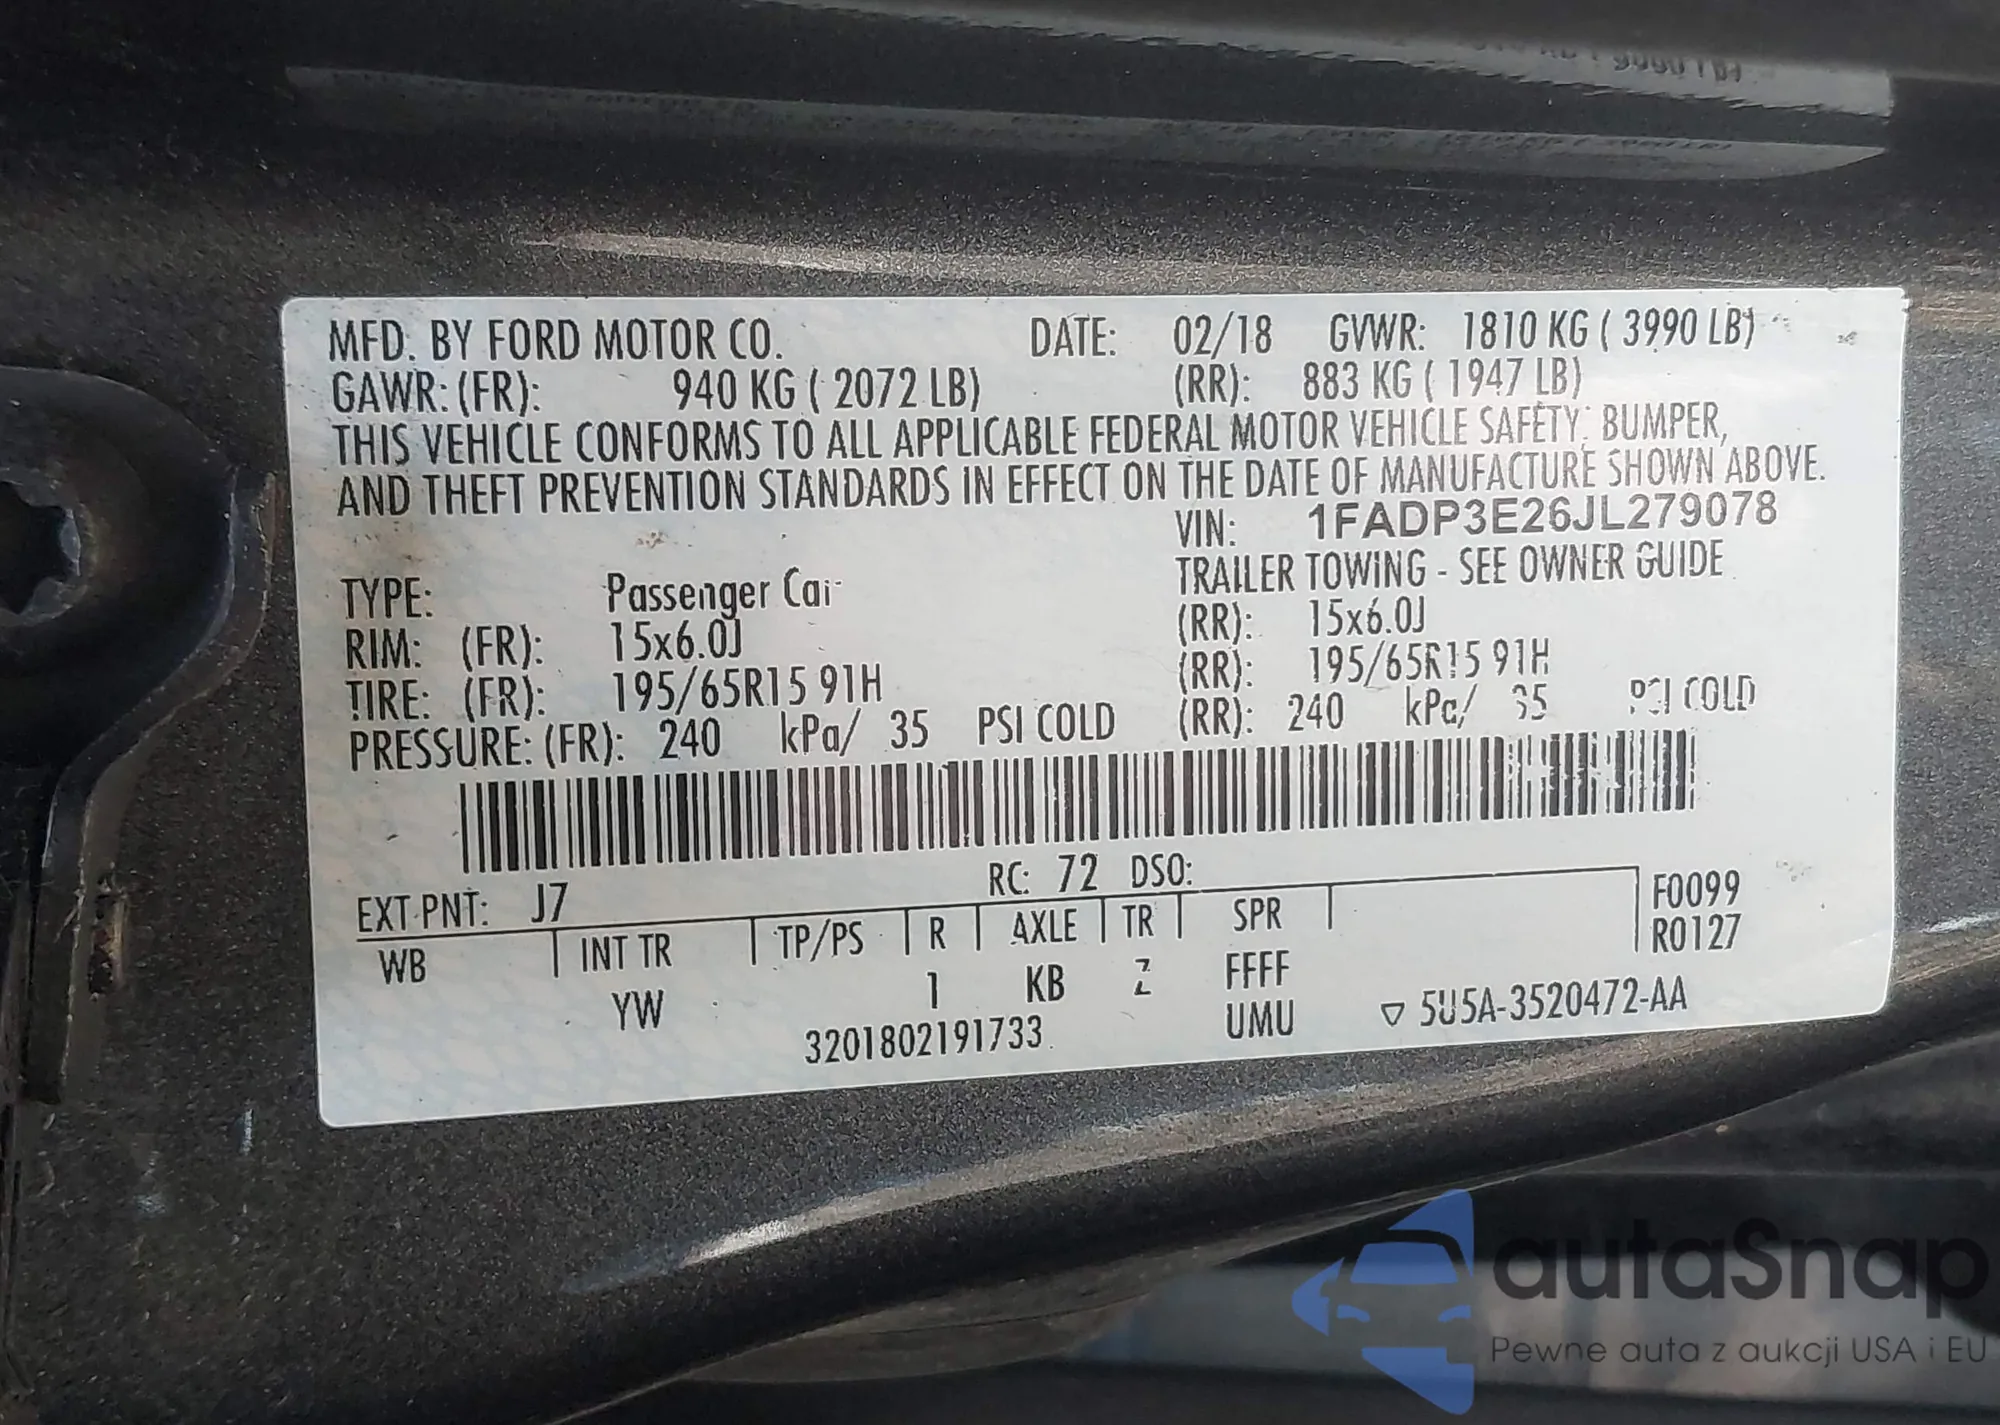 MFD. BY FORD MOTOR CO. DATE: 02/18 GVWR: 1810 KG ( 3990 LB)
GAWR: (FR): 940 KG ( 2072 LB) (RR): 883 KG ( 1947 LB)
THIS VEHICLE CONFORMS TO ALL APPLICABLE FEDERAL MOTOR VEHICLE SAFETY, BUMPER,
AND THEFT PREVENTION STANDARDS IN EFFECT ON THE DATE OF MANUFACTURE SHOWN ABOVE.
VIN: 1FADP3E26JL279078
TYPE: Passenger Car TRAILER TOWING - SEE OWNER GUIDE
RIM: (FR): 15x6.0J (RR): 15x6.0J
TIRE: (FR): 195/65R15 91H (RR): 195/65R15 91H
PRESSURE: (FR): 240 kPa/ 35 PSI COLD (RR): 240 kPa/ 35 PSI COLD
EXT PNT: J7 RC: 72 DSO: F0099
WB INT TR TP/PS R AXLE TR SPR R0127
YW 1 KB Z FFFF
3201802191733 UMU ▽ 5U5A-3520472-AA
autaSnap
Pewne auta z aukcji USA i EU